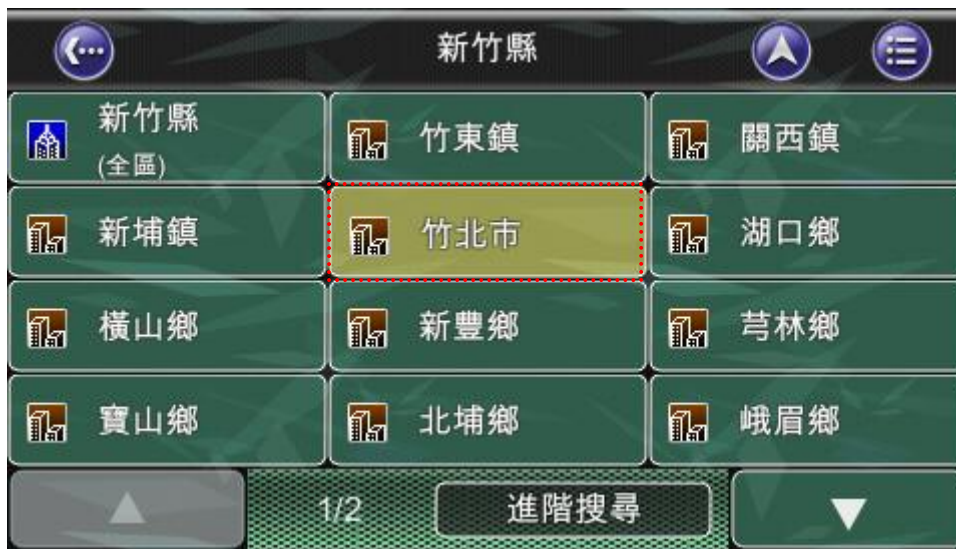 新竹縣
新竹縣
(全區)
竹東鎮
關西鎮
新埔鎮
竹北市
湖口鄉
橫山鄉
新豐鄉
芎林鄉
寶山鄉
北埔鄉
峨眉鄉
1/2
進階搜尋